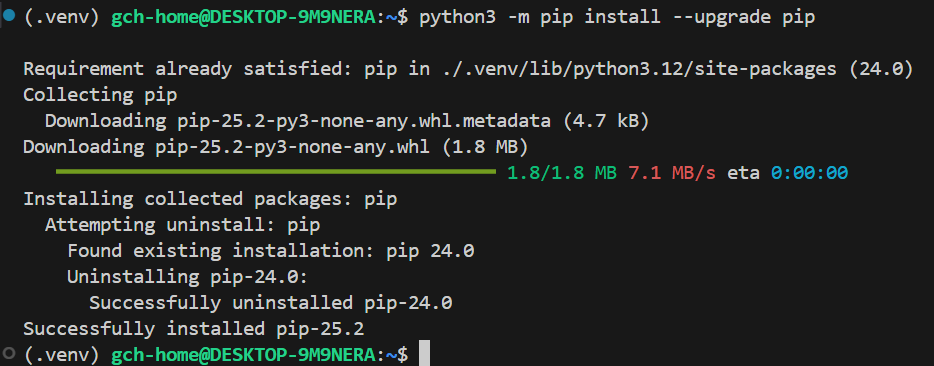 (.venv) gch-home@DESKTOP-9M9NERA:~$ python3 -m pip install --upgrade pip
Requirement already satisfied: pip in ./.venv/lib/python3.12/site-packages (24.0)
Collecting pip
  Downloading pip-25.2-py3-none-any.whl.metadata (4.7 kB)
Downloading pip-25.2-py3-none-any.whl (1.8 MB)
1.8/1.8 MB 7.1 MB/s eta 0:00:00
Installing collected packages: pip
  Attempting uninstall: pip
    Found existing installation: pip 24.0
    Uninstalling pip-24.0:
      Successfully uninstalled pip-24.0
Successfully installed pip-25.2
(.venv) gch-home@DESKTOP-9M9NERA:~$